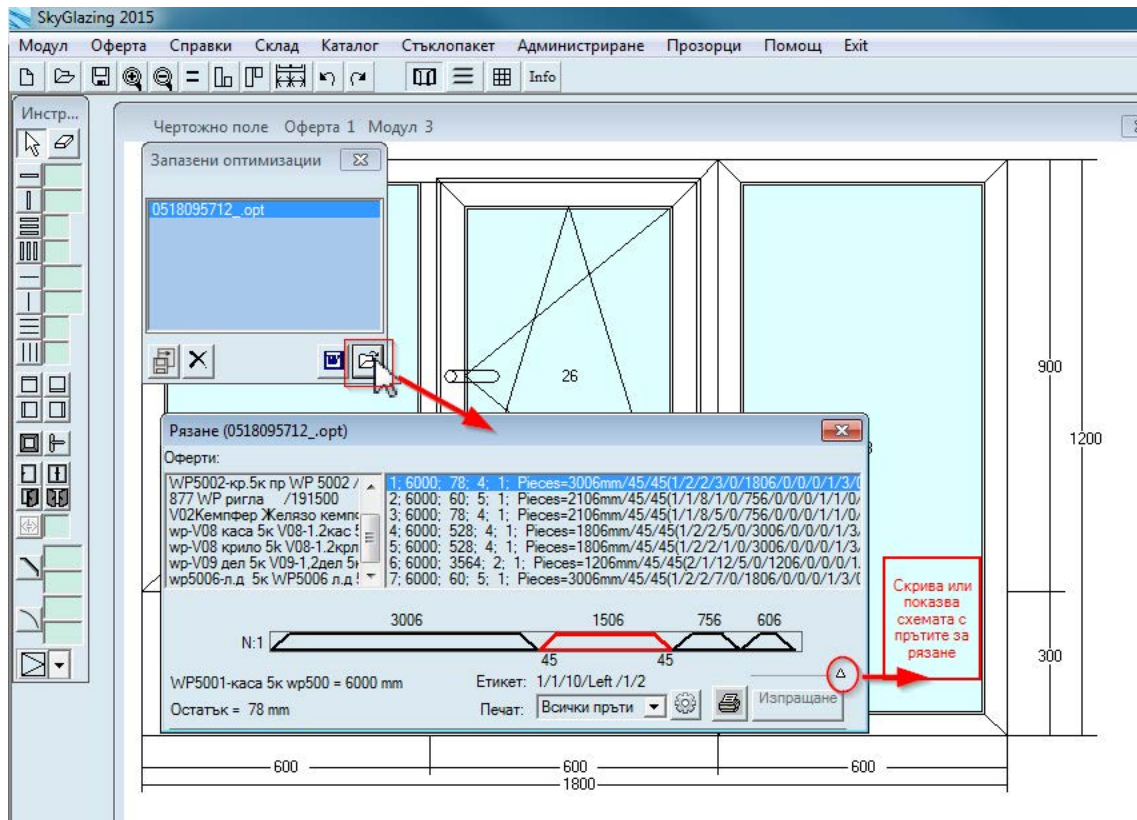 SkyGlazing 2015
Модул Оферта Справки Склад Каталог Стъклопакет Администриране Прозорци Помощ Exit
Info
Инстр...
Чертожно поле Оферта 1 Модул 3
Запазени оптимизации
0518095712_.opt
26
900
1200
Рязане (0518095712_.opt)
Оферти:
WP5002-кр.5к пр WP 5002 /
877 WP ригла /191500
V02Кемпфер Желязо кемпф
wp-V08 каса 5к V08-1.2кас 5
wp-V08 крило 5к V08-1.2крл
wp-V09 дел 5к V09-1,2дел 5к
wp5006-л.д 5к WP5006 л.д
1; 6000; 78; 4; 1; Pieces=3006mm/45/45(1/2/2/3/0/1806/0/0/0/1/3/0
2; 6000; 60; 5; 1; Pieces=2106mm/45/45(1/1/8/1/0/756/0/0/0/1/1/0/
3; 6000; 78; 4; 1; Pieces=2106mm/45/45(1/1/8/5/0/756/0/0/0/1/1/0/
4; 6000; 528; 4; 1; Pieces=1806mm/45/45(1/2/2/5/0/3006/0/0/0/1/3/
5; 6000; 528; 4; 1; Pieces=1806mm/45/45(1/2/2/1/0/3006/0/0/0/1/3/
6; 6000; 3564; 2; 1; Pieces=1206mm/45/45(2/1/12/5/0/1206/0/0/0/1.
7; 6000; 60; 5; 1; Pieces=3006mm/45/45(1/2/2/7/0/1806/0/0/0/1/3/0
3006 1506 756 606
N:1
45 45
WP5001-каса 5к wp500 = 6000 mm
Етикет: 1/1/10/Left /1/2
Остатък = 78 mm
Печат: Всички пръти
Изпращане
Скрива или
показва
схемата с
прътите за
рязане
300
600 600 600
1800